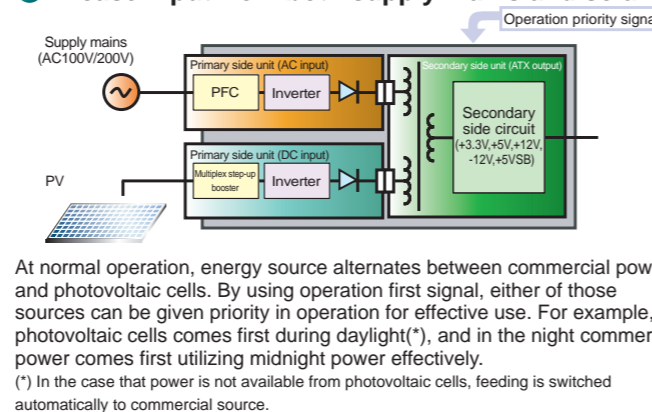 Operation priority signal
Supply mains
(AC100V/200V)
Primary side unit (AC input)
Secondary side unit (ATX output)
PFC
Inverter
Secondary
side circuit
(+3.3V,+5V,+12V,
-12V,+5VSB)
Primary side unit (DC input)
PV
Multiplex step-up
booster
Inverter
At normal operation, energy source alternates between commercial
and photovoltaic cells. By using operation first signal, either of those
sources can be given priority in operation for effective use. For example,
photovoltaic cells comes first during daylight(*), and in the night
power comes first utilizing midnight power effectively.
(*) In the case that power is not available from photovoltaic cells, feeding is switched
automatically to commercial source.